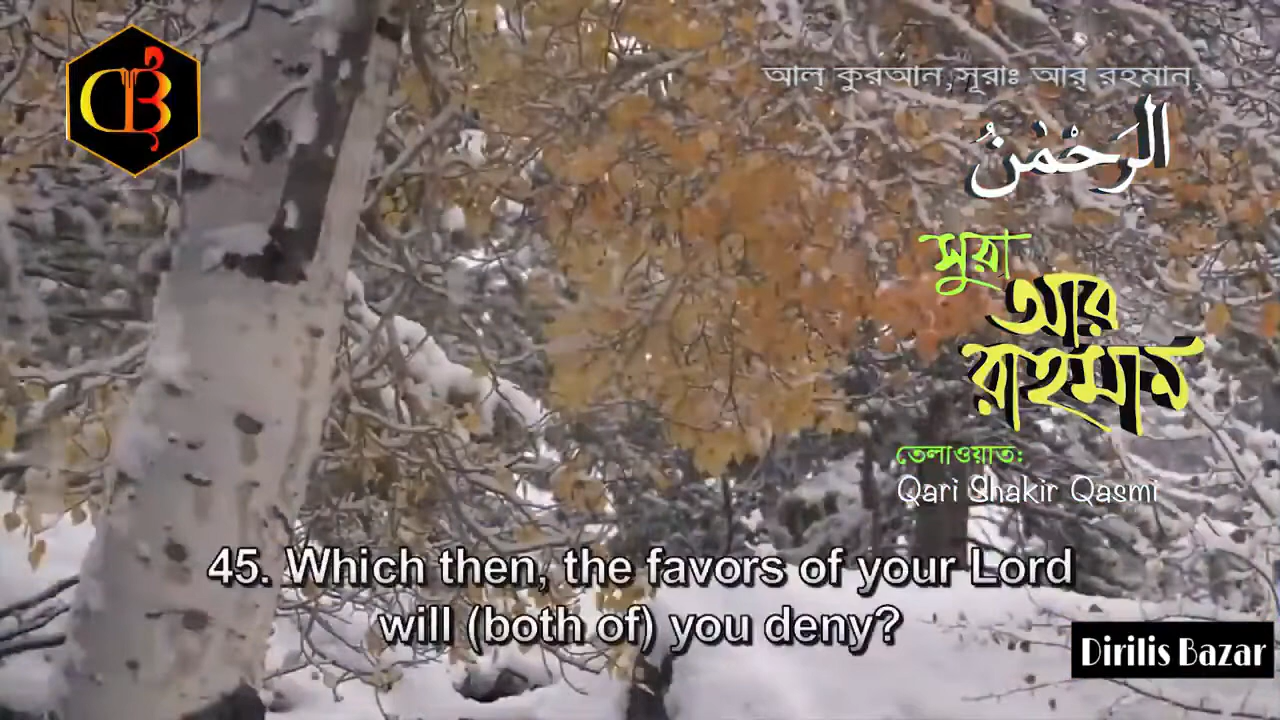 আল্ কুরআন, সূরাঃ আর্ রহমান,
الرَحْمٰنُ
সুরা
আর
রাহমান
তেলাওয়াত:
Qari Shakir Qasmi
45. Which then, the favors of your Lord
will (both of) you deny?
Dirilis Bazar